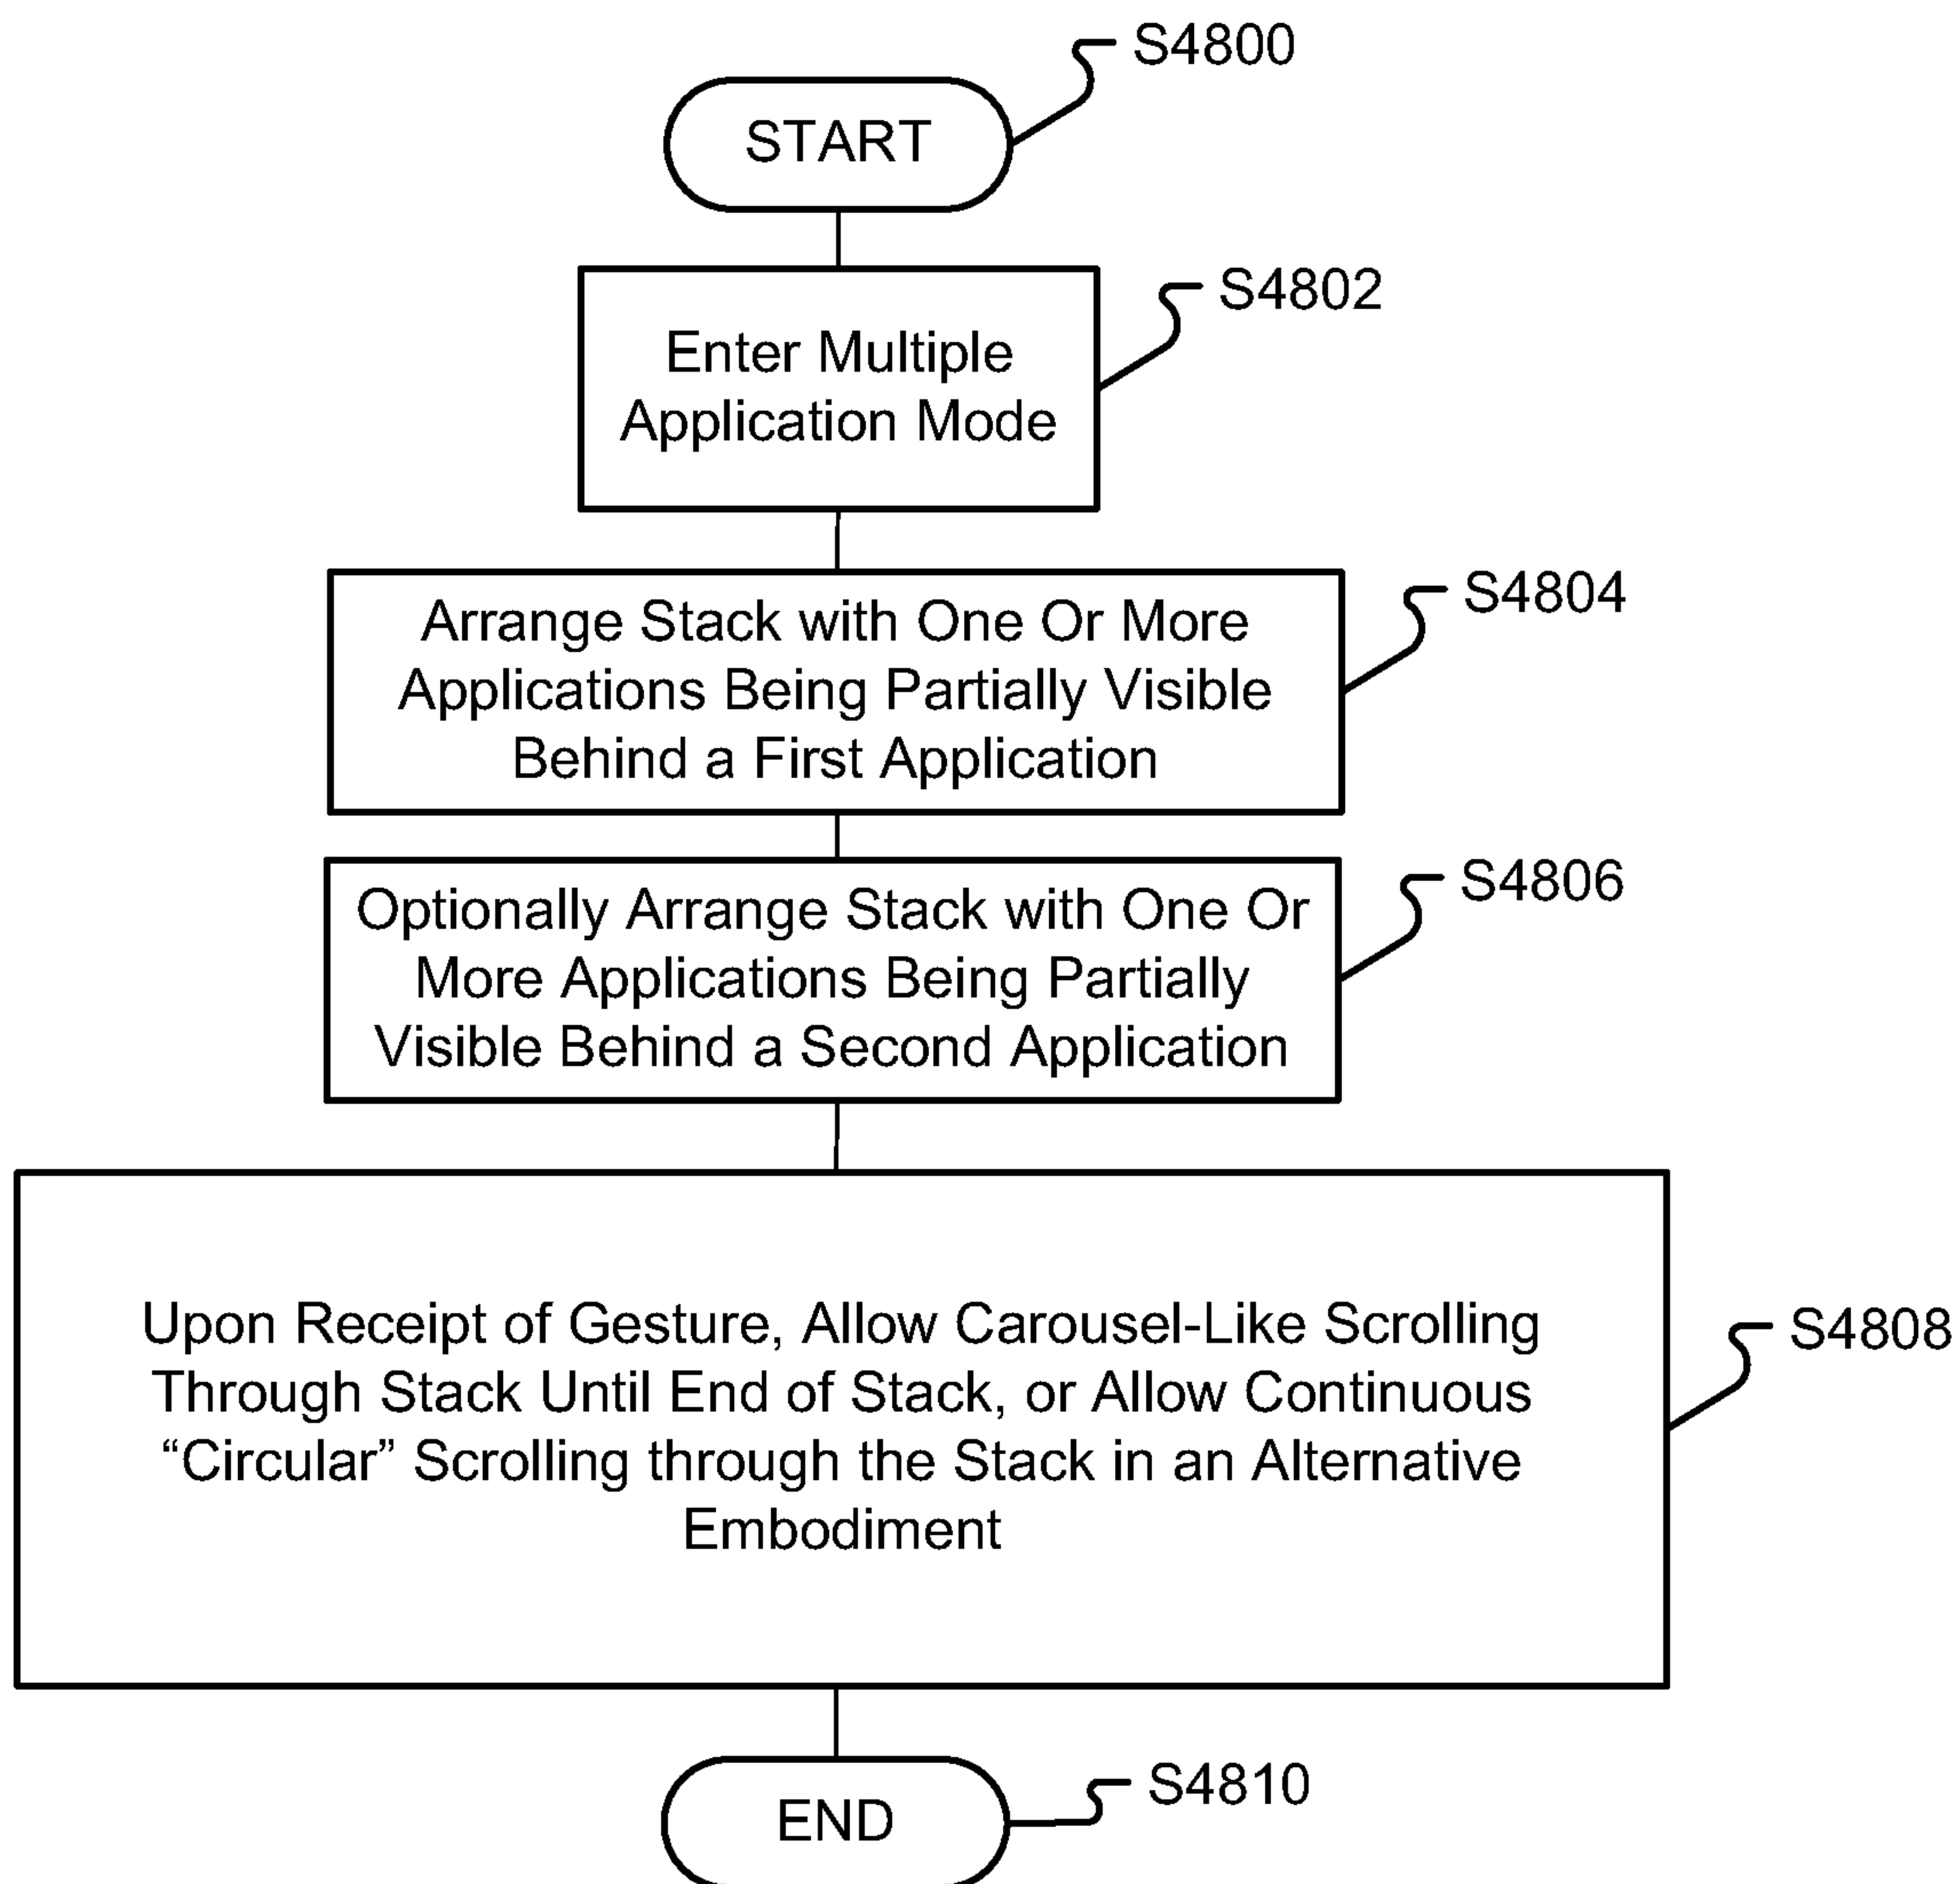 S4800
START
S4802
Enter Multiple
Application Mode
S4804
Arrange Stack with One Or More
Applications Being Partially Visible
Behind a First Application
S4806
Optionally Arrange Stack with One Or
More Applications Being Partially
Visible Behind a Second Application
S4808
Upon Receipt of Gesture, Allow Carousel-Like Scrolling
Through Stack Until End of Stack, or Allow Continuous
“Circular” Scrolling through the Stack in an Alternative
Embodiment
S4810
END